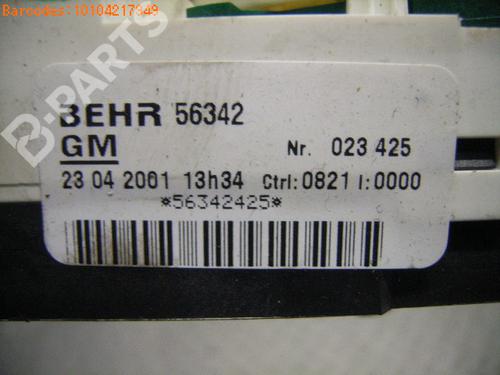 Barcodes:10104217349
B-PARTS
BEHR 56342
GM Nr. 023 425
23 04 2001 13h34 Ctrl:0821 I:0000
*56342425*